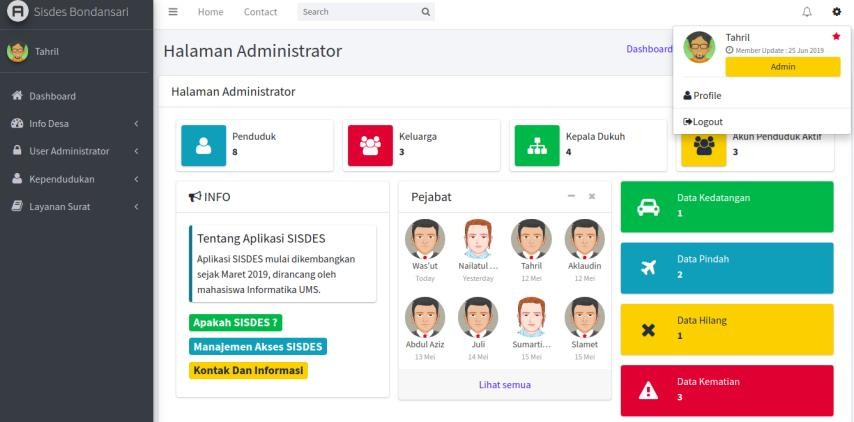 Sisdes Bondansari
Home
Contact
Search
Tahril
Dashboard
Info Desa
User Administrator
Kependudukan
Layanan Surat
Halaman Administrator
Dashboard
Tahril
Member Update : 25 Jun 2019
Admin
Profile
Logout
Halaman Administrator
Penduduk
8
Keluarga
3
Kepala Dukuh
4
Akun Penduduk Aktif
3
INFO
Tentang Aplikasi SISDES
Aplikasi SISDES mulai dikembangkan
sejak Maret 2019, dirancang oleh
mahasiswa Informatika UMS.
Apakah SISDES ?
Manajemen Akses SISDES
Kontak Dan Informasi
Pejabat
Was'ut
Today
Nailatul ...
Yesterday
Tahril
12 Mei
Aklaudin
12 Mei
Abdul Aziz
13 Mei
Juli
14 Mei
Sumarti...
15 Mei
Slamet
15 Mei
Lihat semua
Data Kedatangan
1
Data Pindah
2
Data Hilang
1
Data Kematian
3